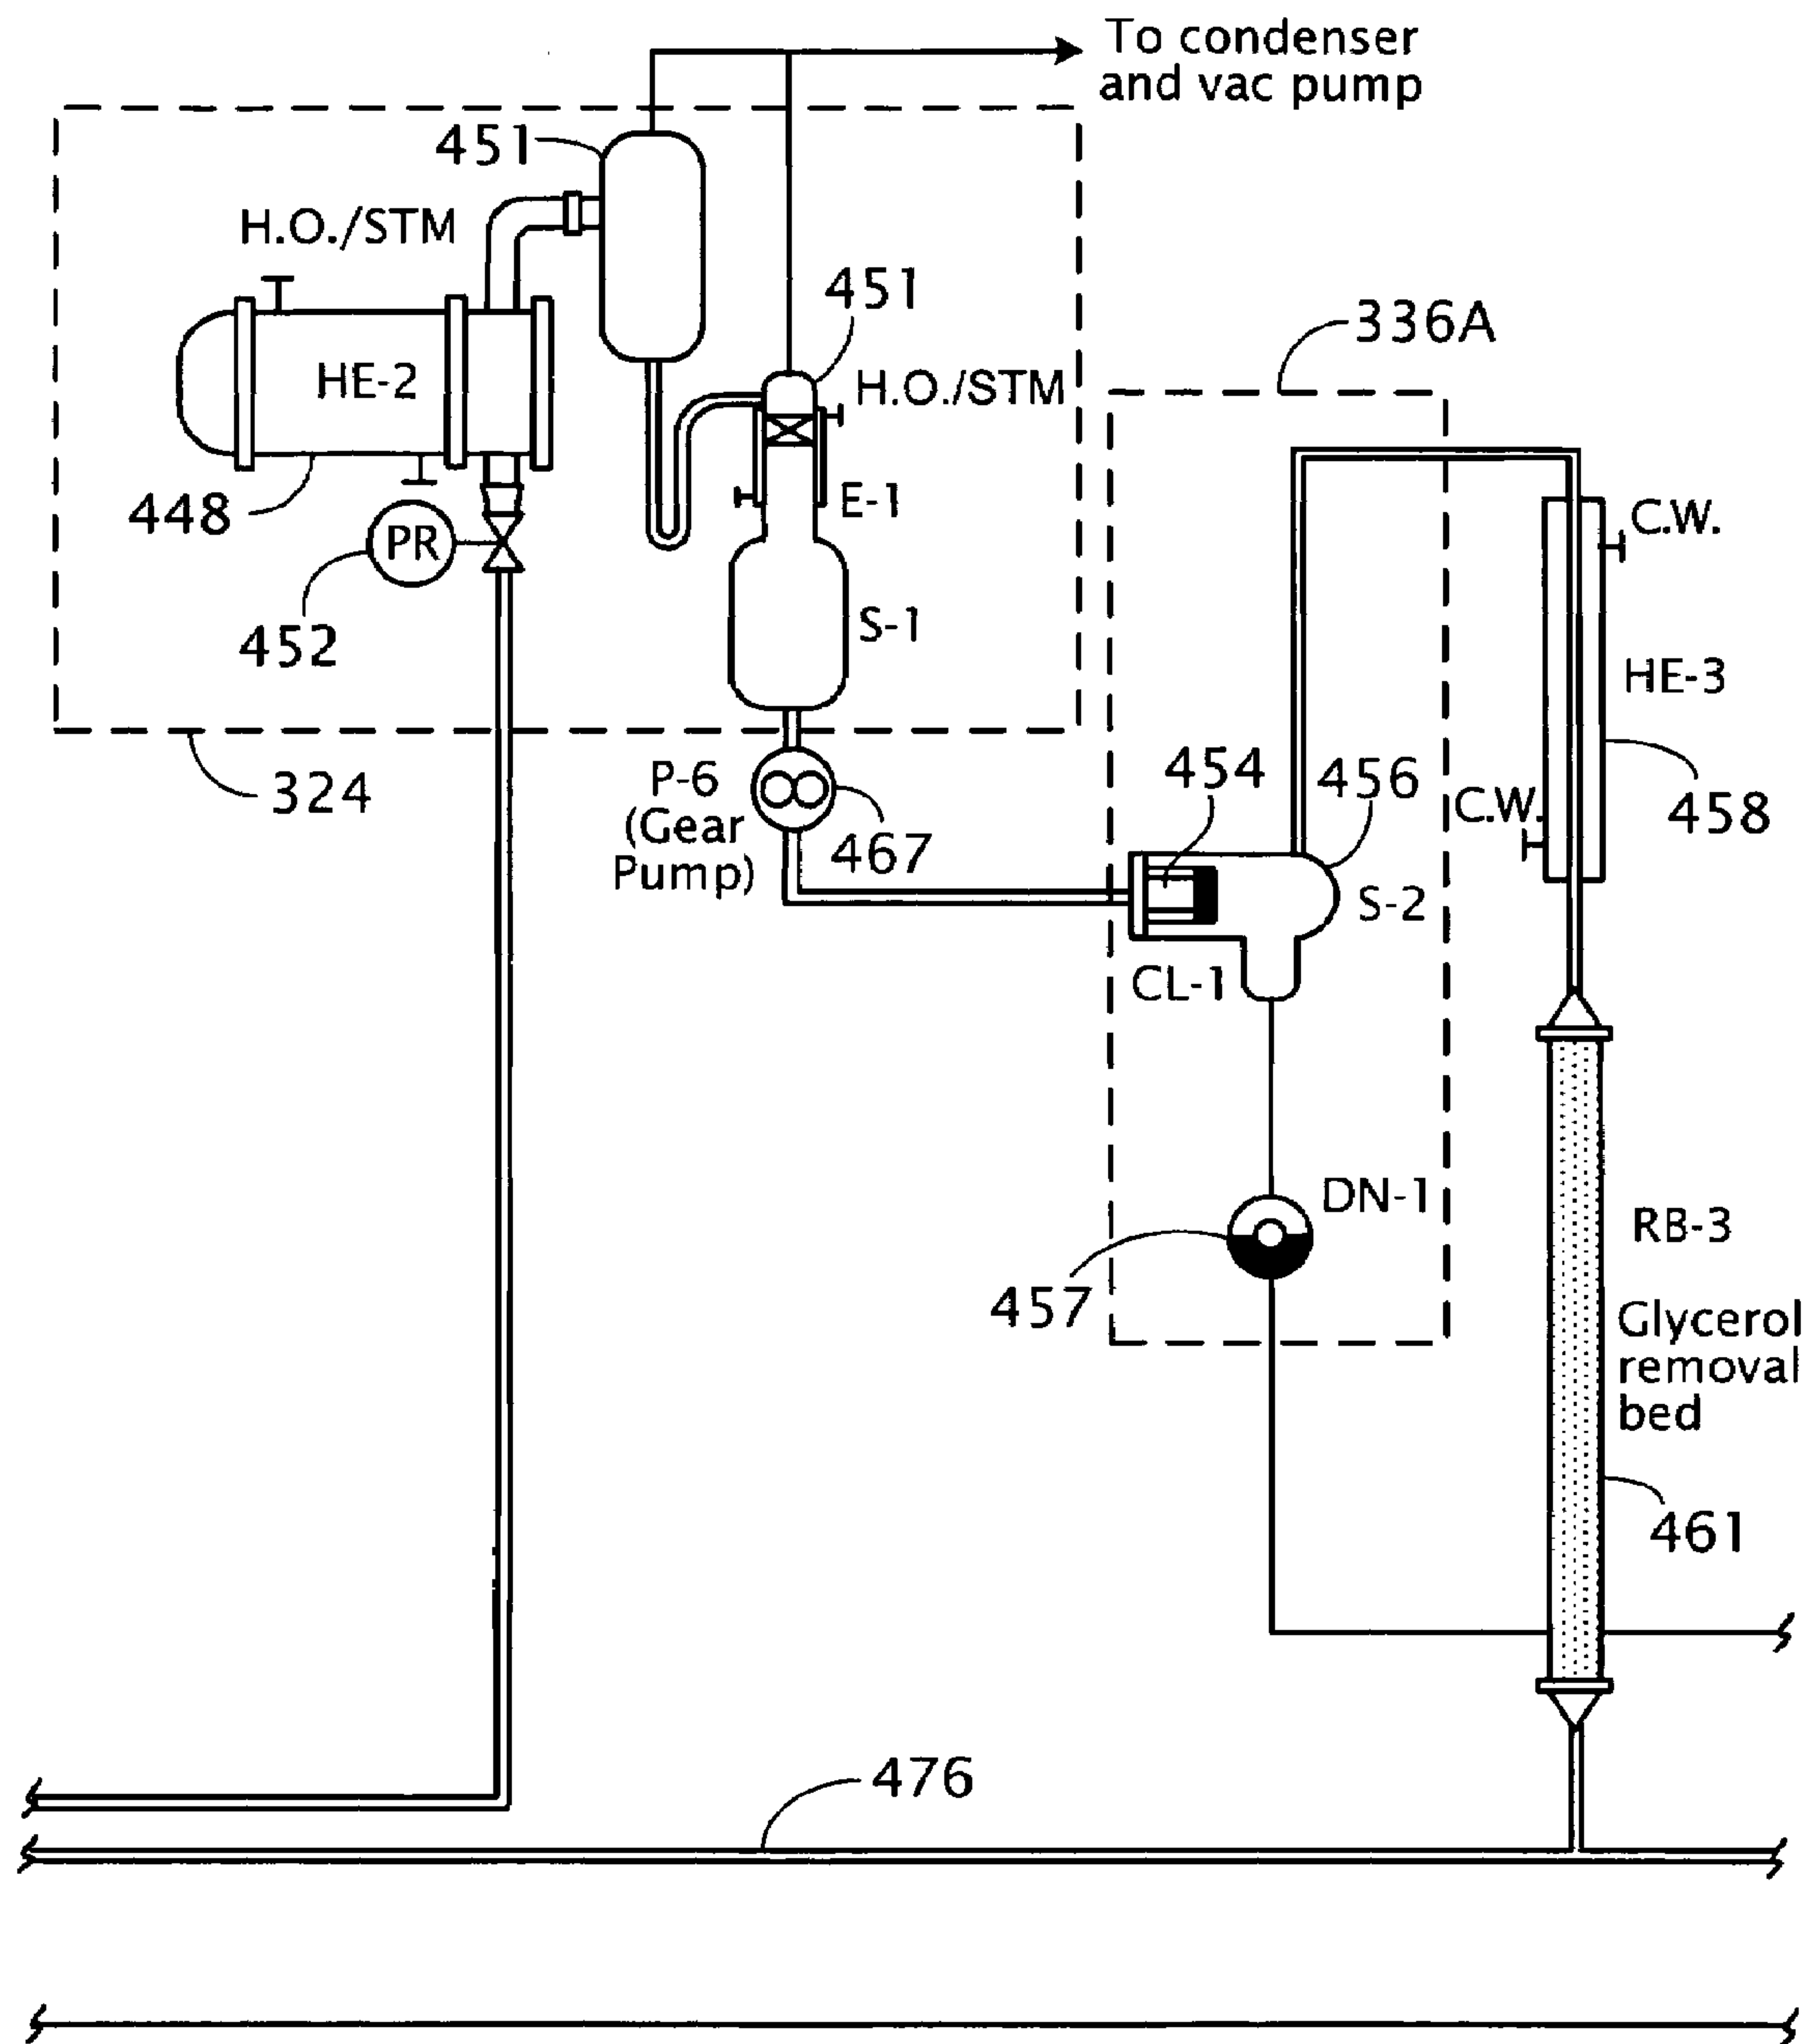 To condenser
and vac pump
451
H.O./STM
451
336A
HE-2
H.O./STM
448
E-1
C.W.
PR
452
S-1
HE-3
324
P-6
(Gear
Pump)
467
454
456
C.W.
458
S-2
CL-1
DN-1
457
RB-3
Glycerol
removal
bed
461
476